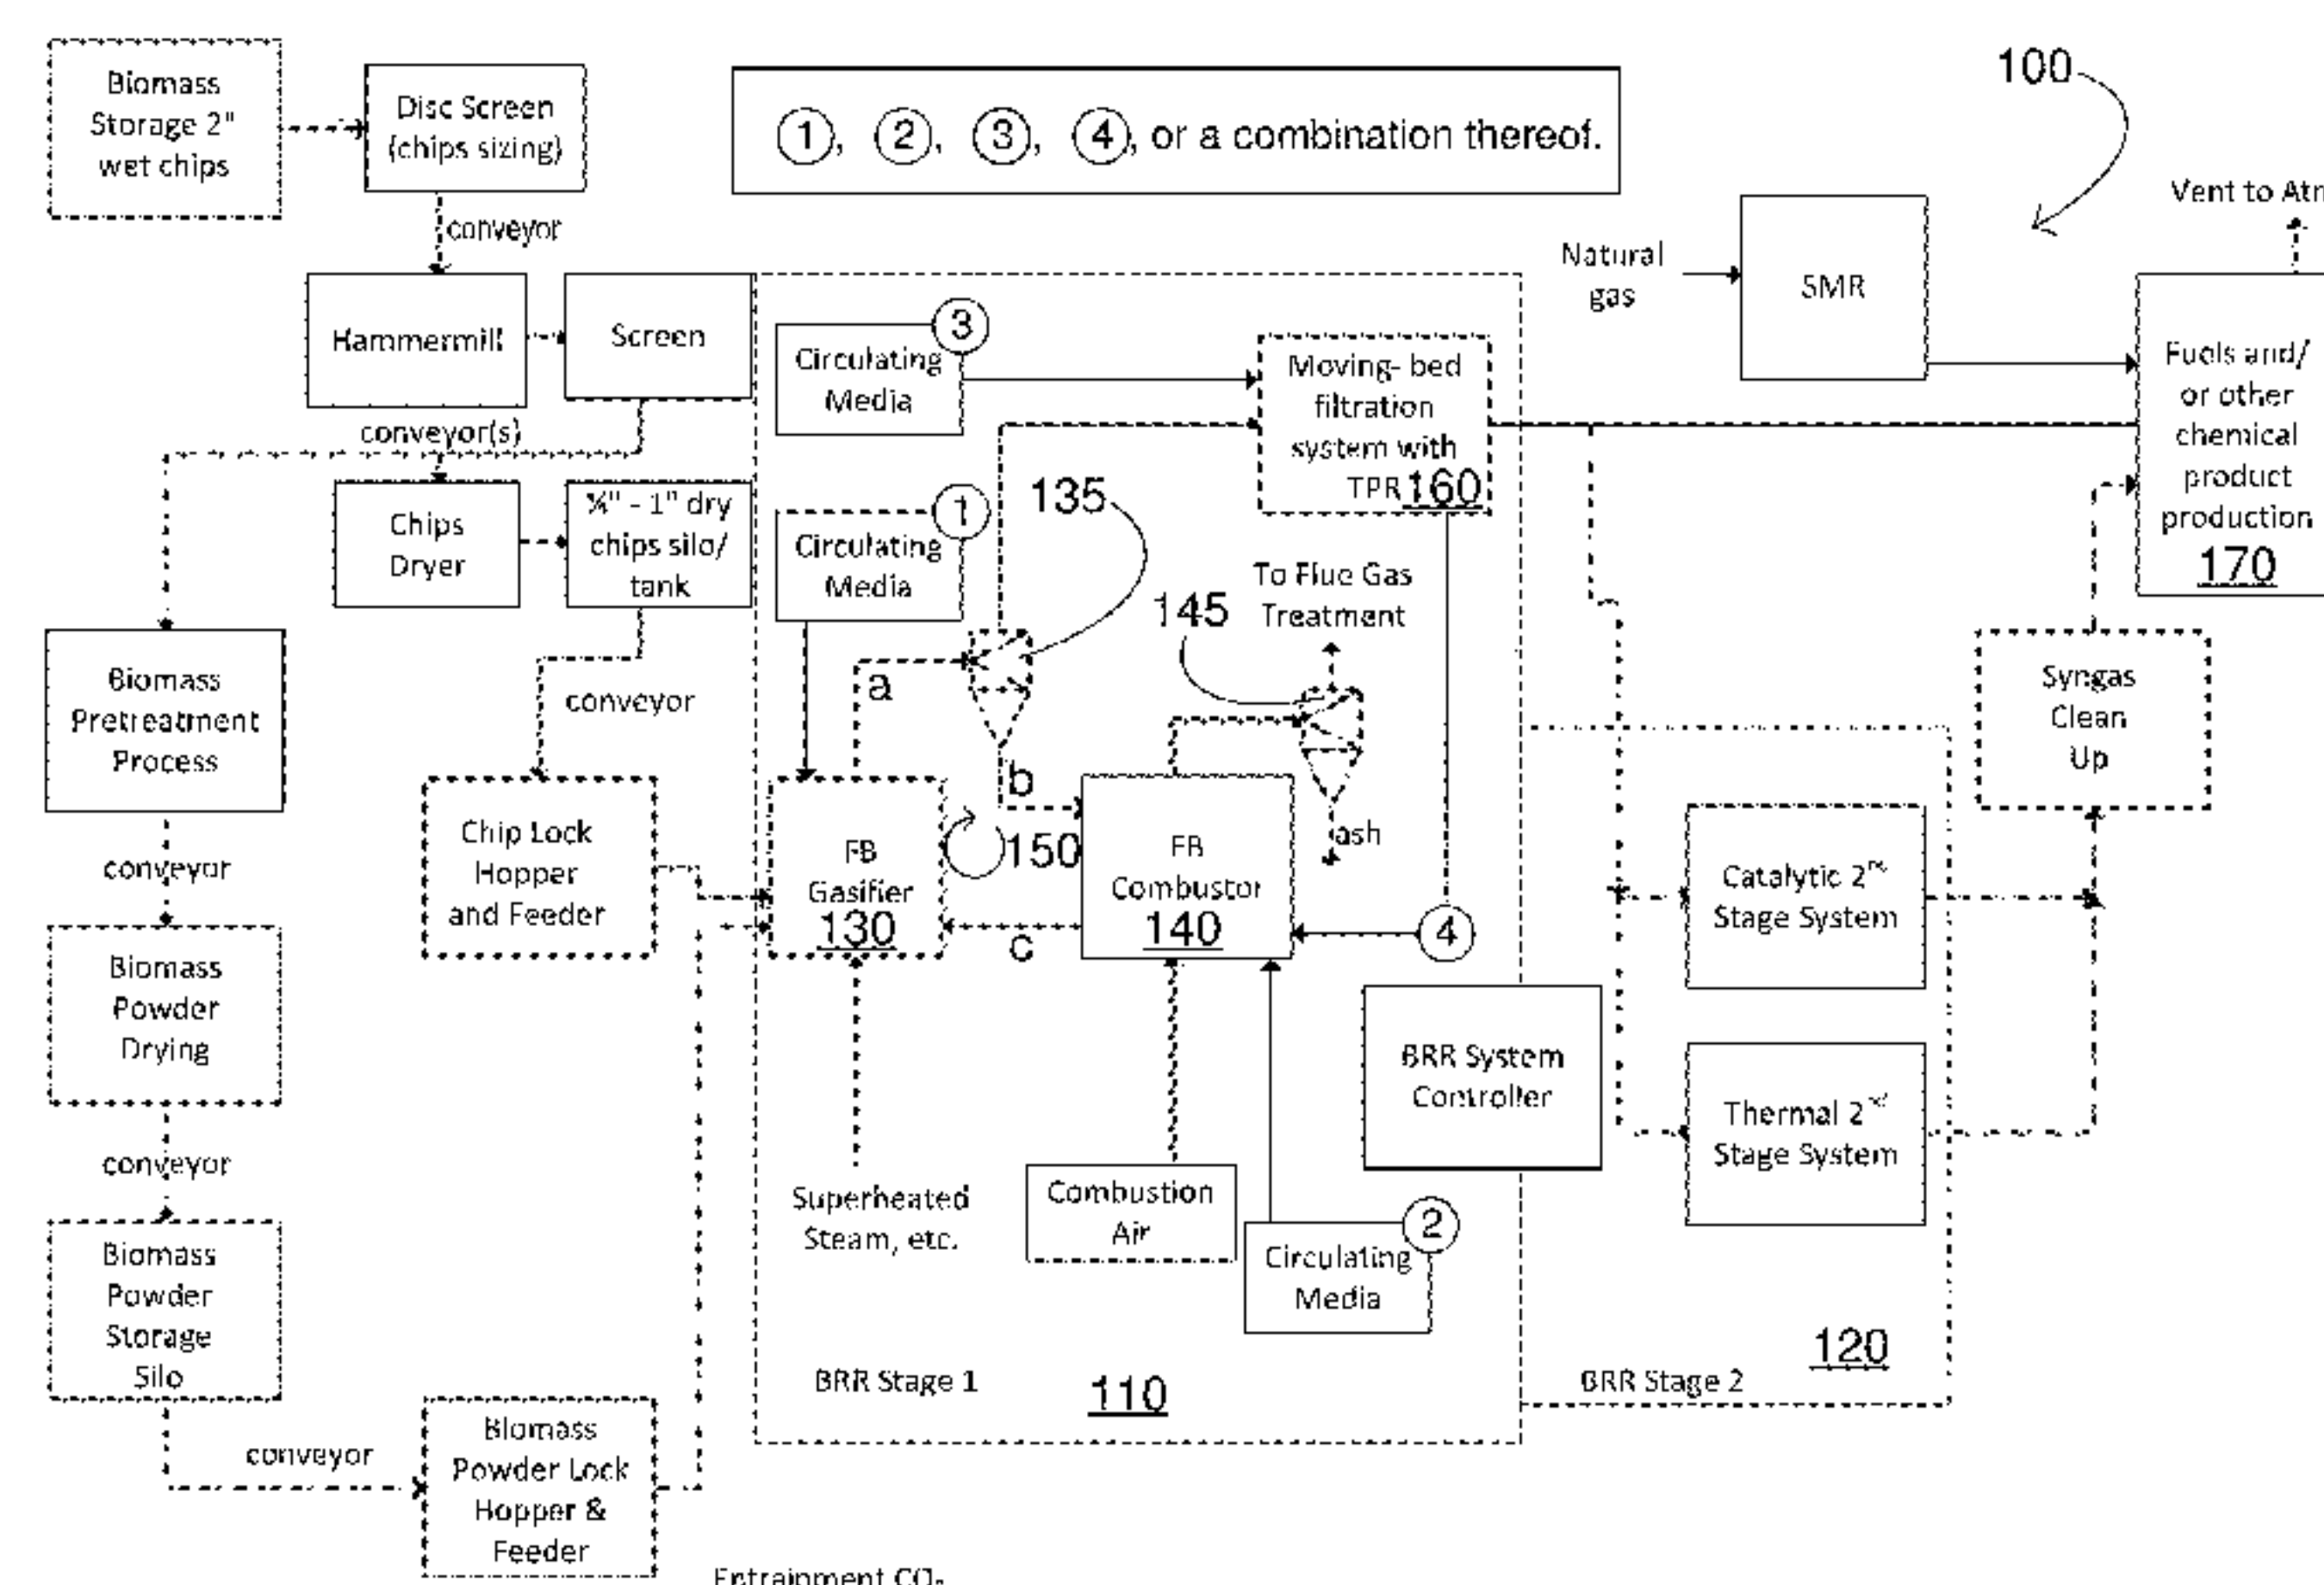 Biomass
Storage 2"
wet chips
Disc Screen
(chips sizing)
1, 2, 3, 4, or a combination thereof.
100
Vent to Atm
conveyor
Natural
gas
SMR
Hammermill
Screen
3
Circulating
Media
Moving- bed
filtration
system with
TPR 160
Fuels and/
or other
chemical
product
production
170
conveyor(s)
Chips
Dryer
¾" - 1" dry
chips silo/
tank
1
Circulating
Media
135
145
To Flue Gas
Treatment
Biomass
Pretreatment
Process
conveyor
a
b
c
Syngas
Clean
Up
Chip Lock
Hopper
and Feeder
FB
Gasifier
130
150
FB
Combustor
140
ash
4
Catalytic 2nd
Stage System
conveyor
Biomass
Powder
Drying
BRR System
Controller
Thermal 2nd
Stage System
conveyor
Superheated
Steam, etc.
Combustion
Air
2
Circulating
Media
Biomass
Powder
Storage
Silo
BRR Stage 1
110
BRR Stage 2
120
conveyor
Biomass
Powder Lock
Hopper &
Feeder
Entrainment CO₂